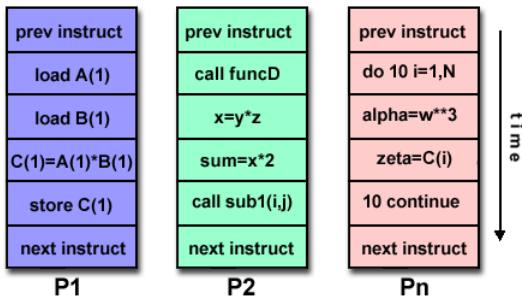 prev instruct
load A(1)
load B(1)
C(1)=A(1)*B(1)
store C(1)
next instruct
P1
prev instruct
call funcD
x=y*z
sum=x*2
call sub1(i,j)
next instruct
P2
prev instruct
do 10 i=1,N
alpha=w**3
zeta=C(i)
10 continue
next instruct
Pn
time